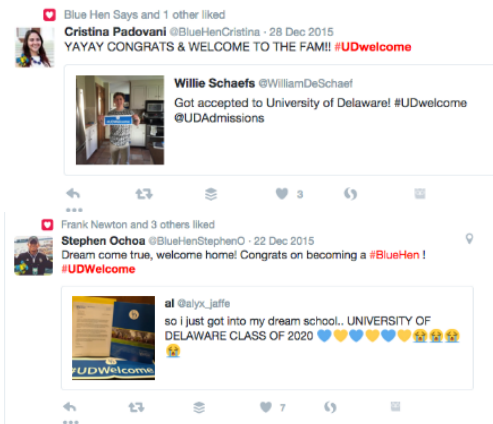 Blue Hen Says and 1 other liked
Cristina Padovani @BlueHenCristina · 28 Dec 2015
YAYAY CONGRATS & WELCOME TO THE FAM!! #UDwelcome
Willie Schaefs @WilliamDeSchaef
Got accepted to University of Delaware! #UDwelcome
@UDAdmissions
3
Frank Newton and 3 others liked
Stephen Ochoa @BlueHenStephenO · 22 Dec 2015
Dream come true, welcome home! Congrats on becoming a #BlueHen !
#UDWelcome
al @alyx_jaffe
so i just got into my dream school.. UNIVERSITY OF
DELAWARE CLASS OF 2020 💙💛💙💛💙💛😭😭😭
😭
#UDWelcome
7